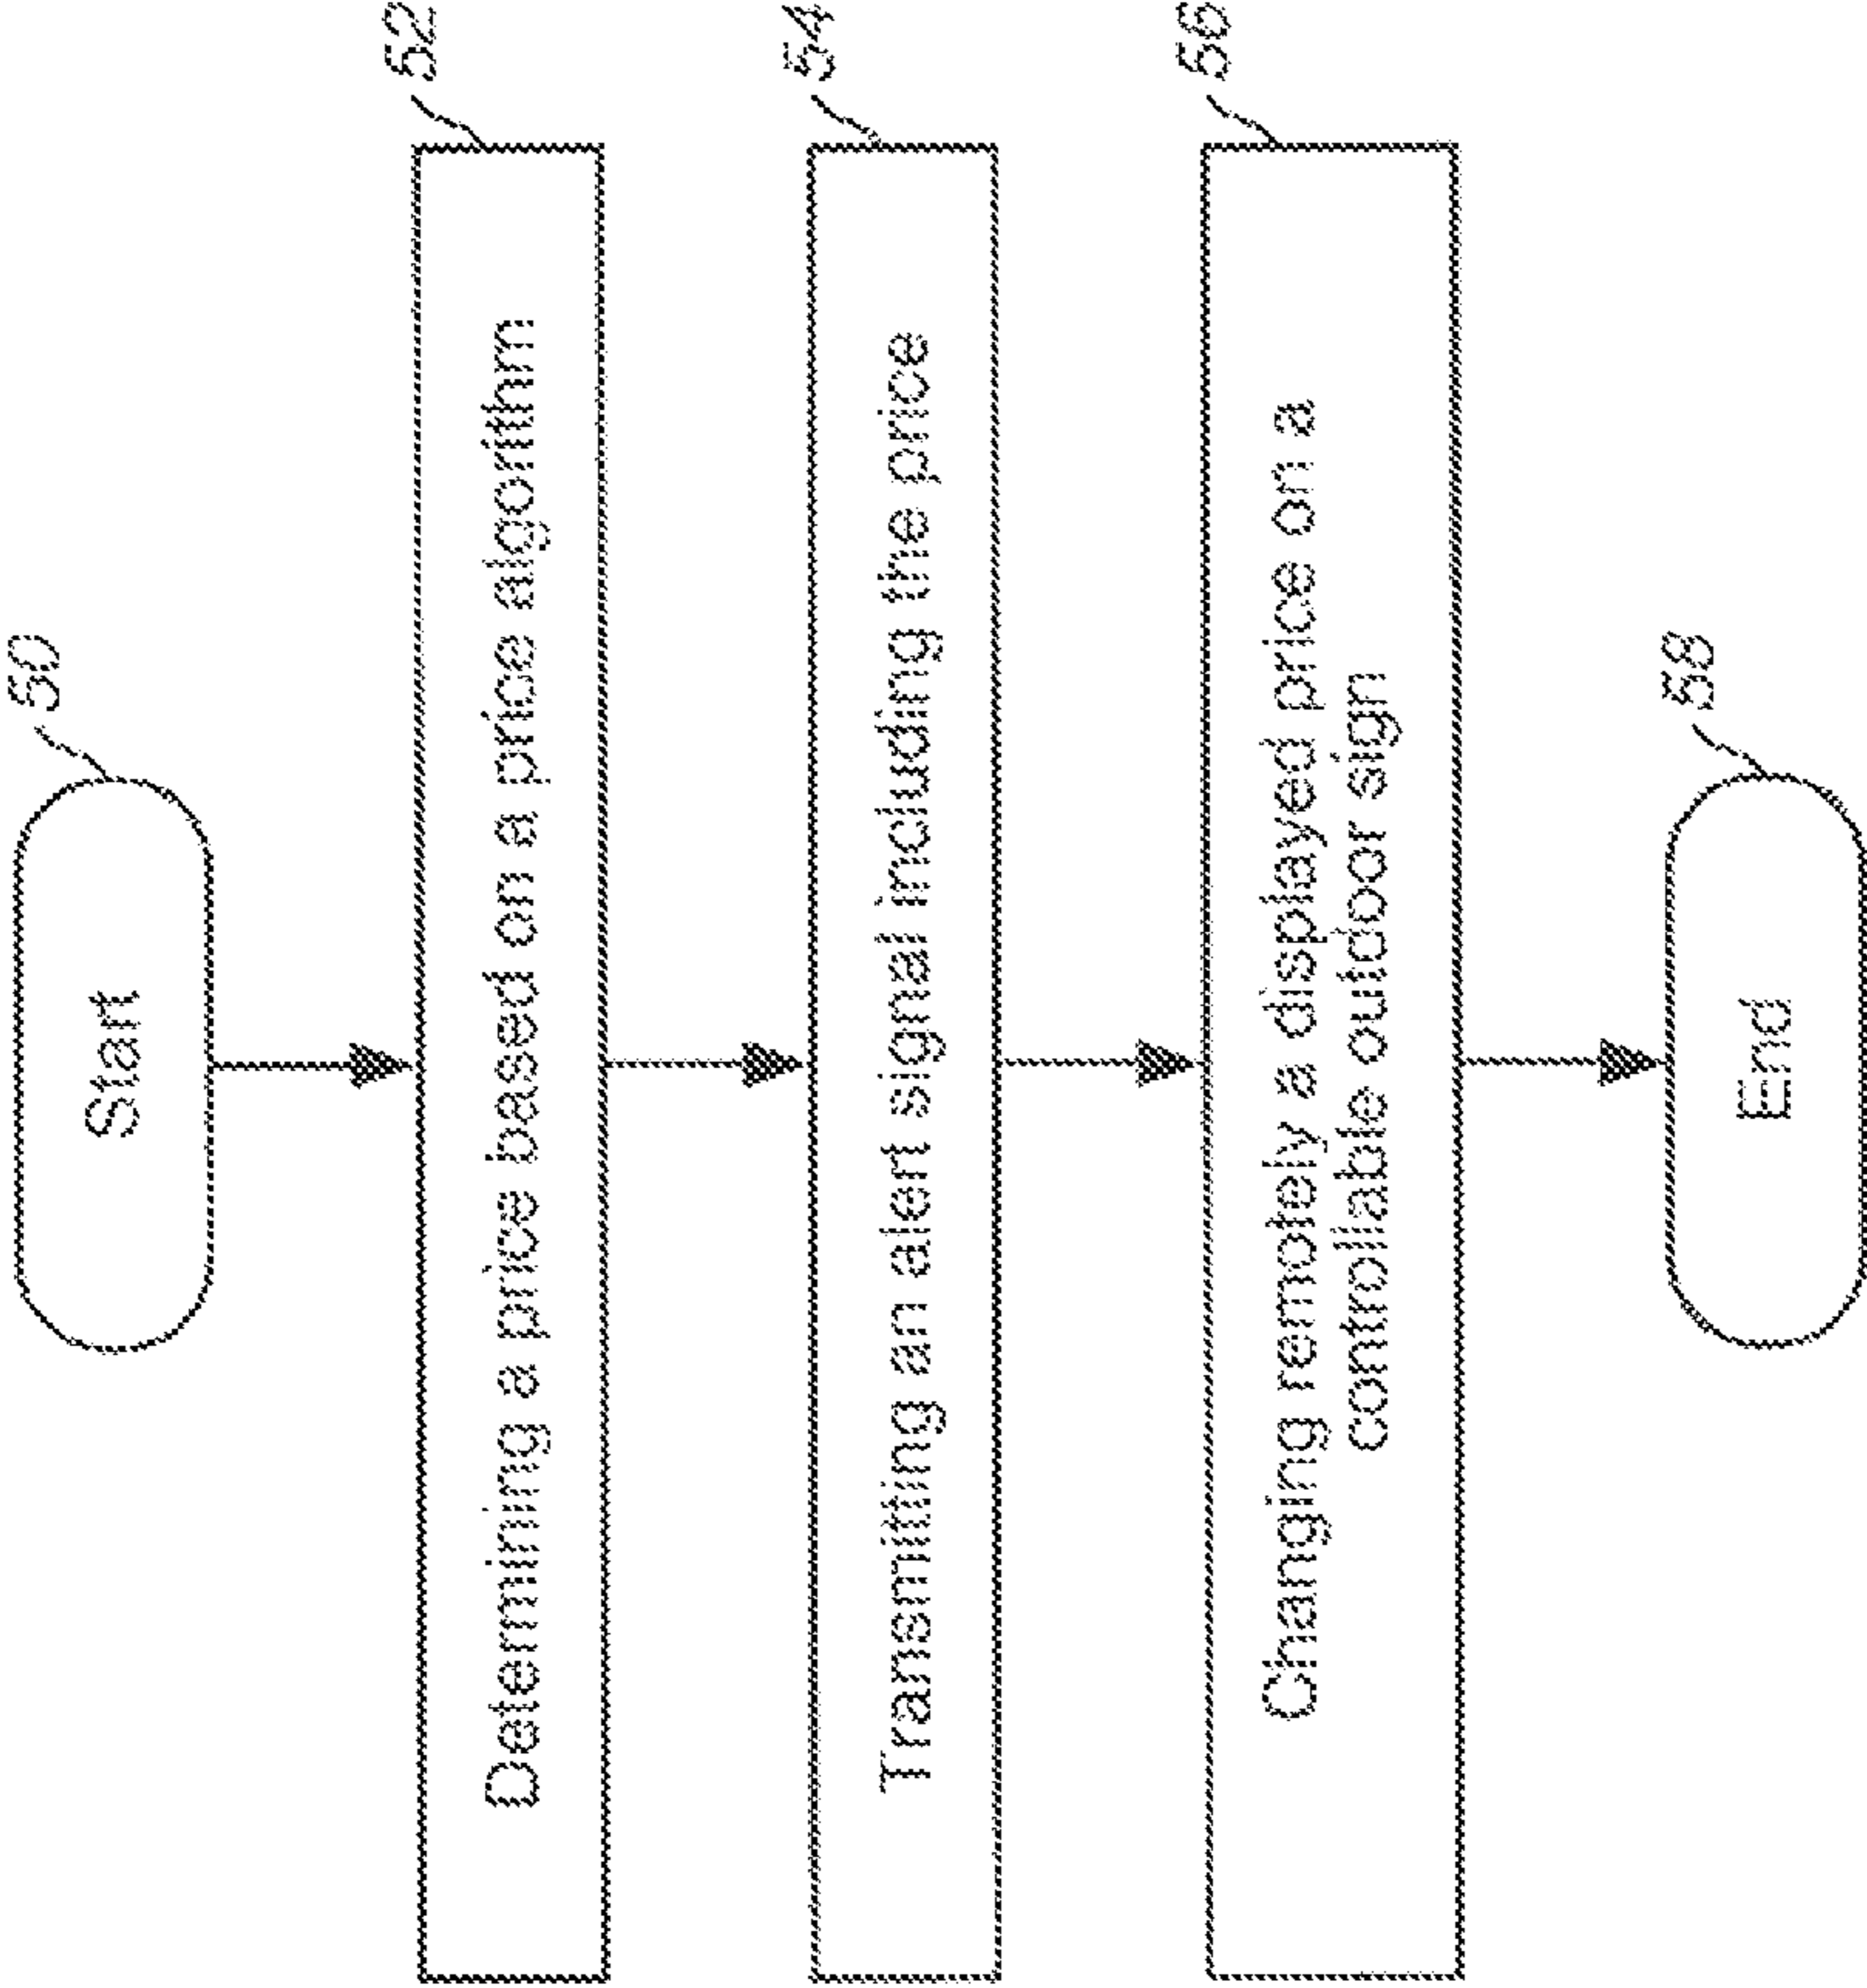 Start
50
Determining a price based on a price algorithm
52
Transmitting an alert signal including the price
54
Changing remotely a displayed price on a
controllable outdoor sign
56
End
58